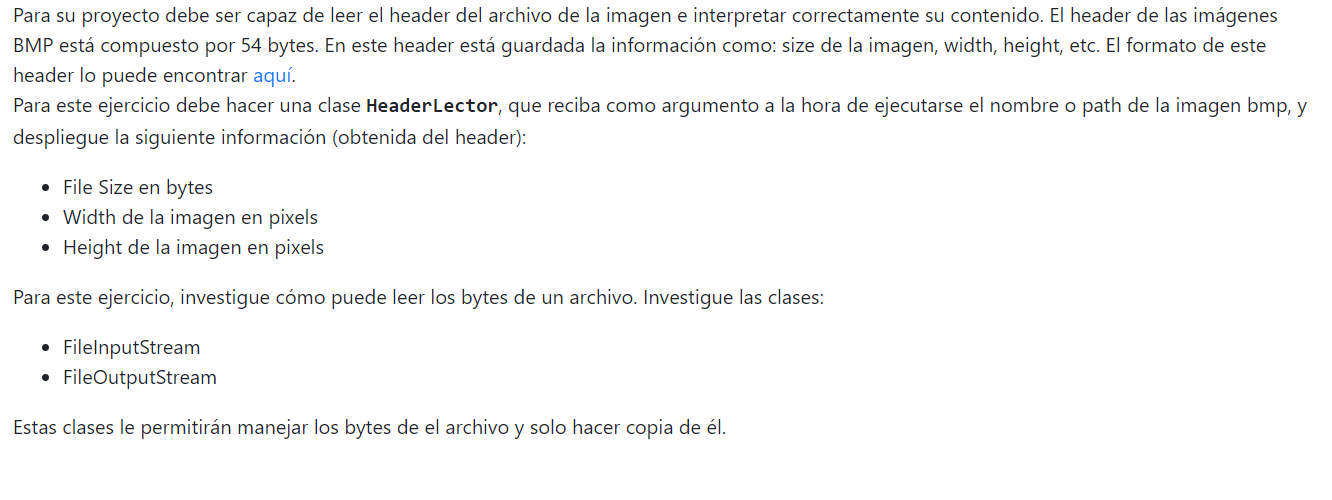 Para su proyecto debe ser capaz de leer el header del archivo de la imagen e interpretar correctamente su contenido. El header de las imágenes
BMP está compuesto por 54 bytes. En este header está guardada la información como: size de la imagen, width, height, etc. El formato de este
header lo puede encontrar aquí.
Para este ejercicio debe hacer una clase HeaderLector, que reciba como argumento a la hora de ejecutarse el nombre o path de la imagen bmp, y
despliegue la siguiente información (obtenida del header):
• File Size en bytes
• Width de la imagen en pixels
• Height de la imagen en pixels
Para este ejercicio, investigue cómo puede leer los bytes de un archivo. Investigue las clases:
• FileInputStream
• FileOutputStream
Estas clases le permitirán manejar los bytes de el archivo y solo hacer copia de él.